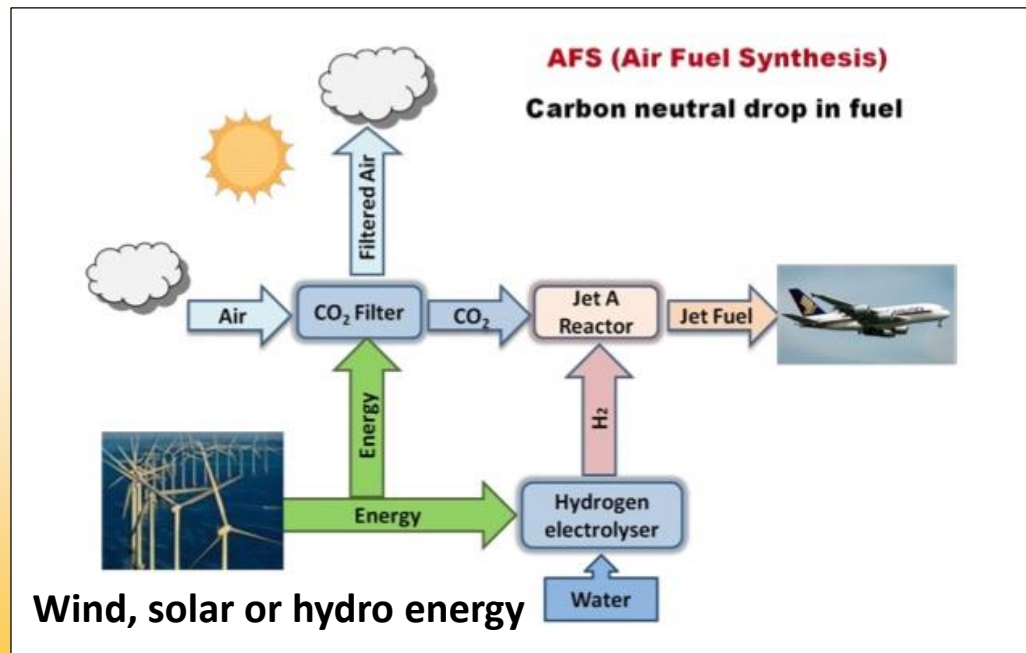 AFS (Air Fuel Synthesis)
Carbon neutral drop in fuel
Filtered Air
Air
CO₂ Filter
CO₂
Jet A
Reactor
Jet Fuel
Energy
H₂
Energy
Hydrogen
electrolyser
Water
Wind, solar or hydro energy